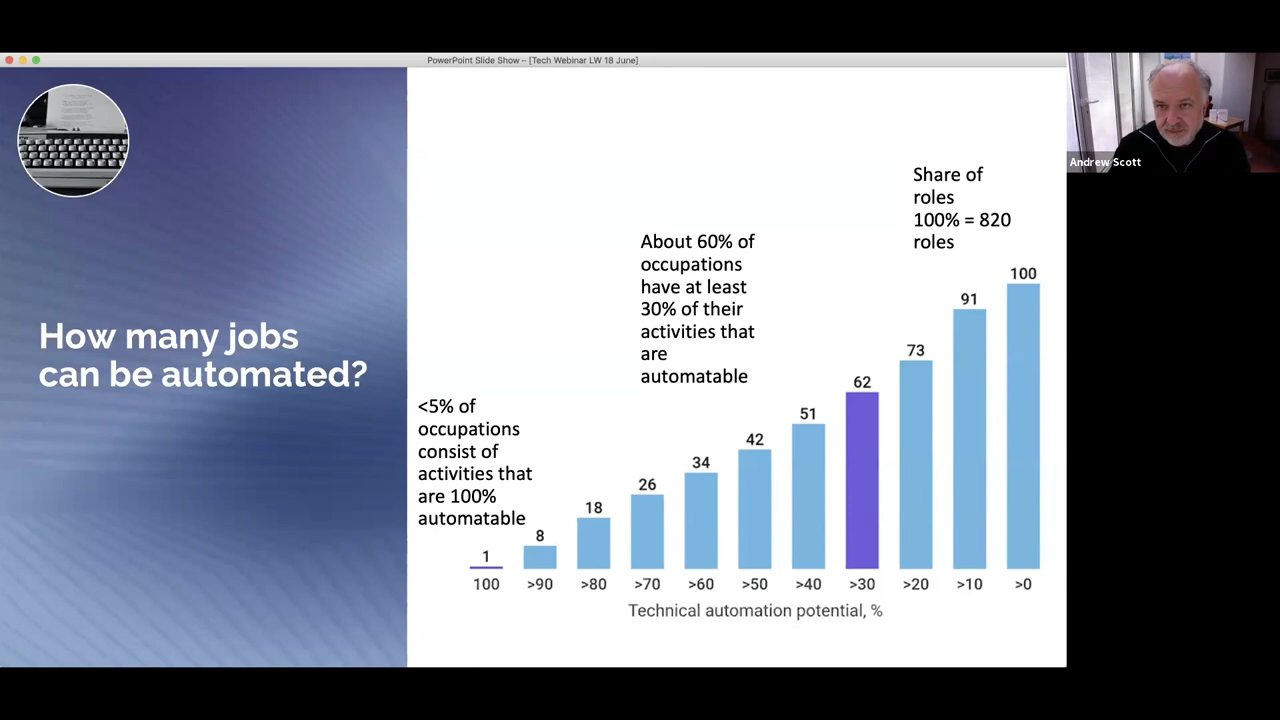 PowerPoint Slide Show – [Tech Webinar LW 18 June]
Andrew Scott
How many jobs
can be automated?
<5% of
occupations
consist of
activities that
are 100%
automatable
About 60% of
occupations
have at least
30% of their
activities that
are
automatable
Share of
roles
100% = 820
roles
1
8
18
26
34
42
51
62
73
91
100
100
>90
>80
>70
>60
>50
>40
>30
>20
>10
>0
Technical automation potential, %